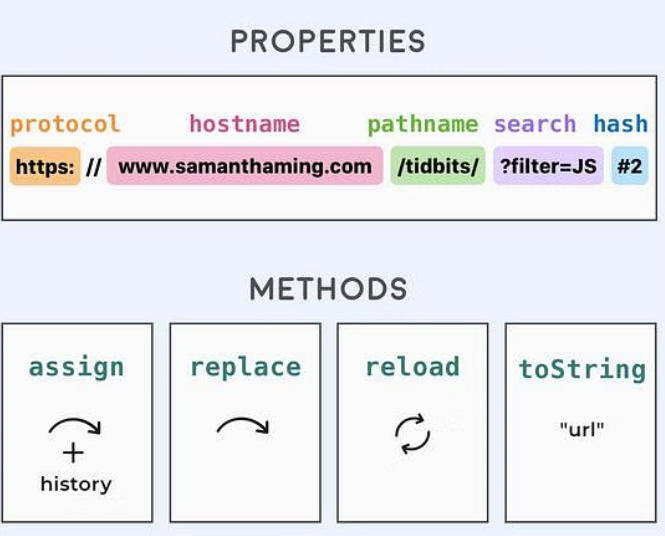 PROPERTIES
protocol hostname pathname search hash
https: // www.samanthaming.com /tidbits/ ?filter=JS #2
METHODS
assign replace reload toString
+
history
"url"